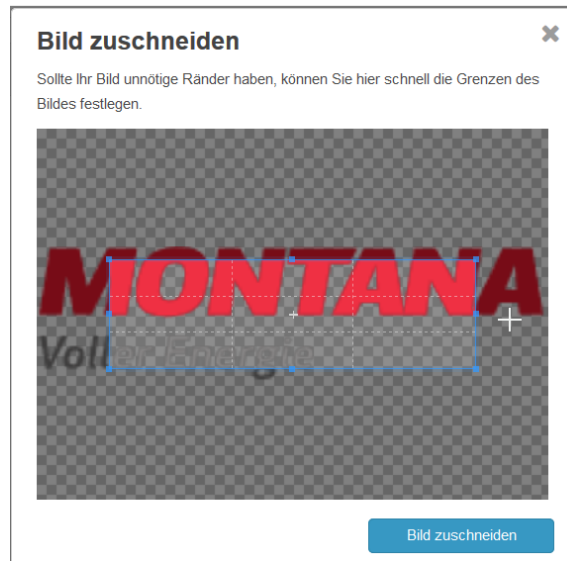 Bild zuschneiden
Sollte Ihr Bild unnötige Ränder haben, können Sie hier schnell die Grenzen des
Bildes festlegen.
MONTANA
Voller Energie
Bild zuschneiden